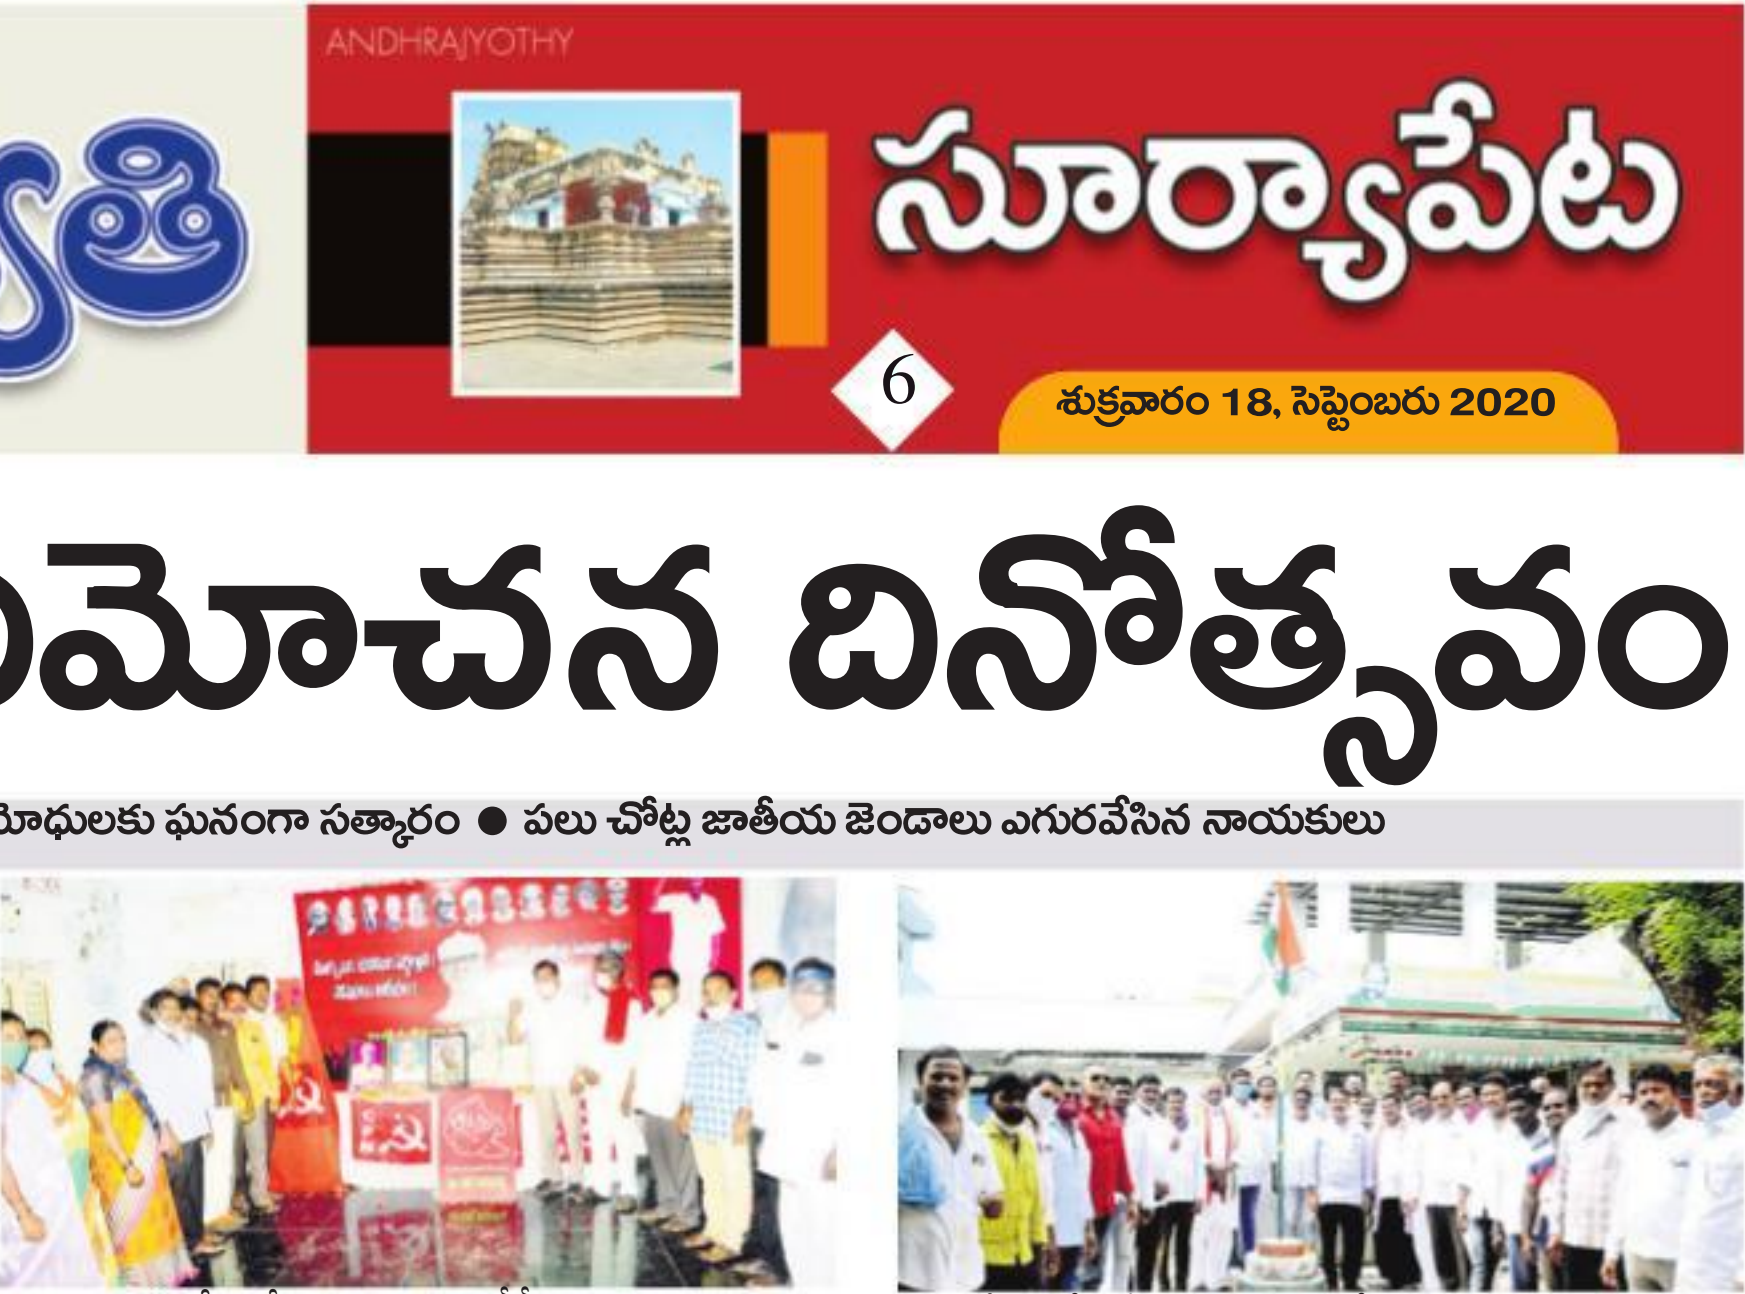 ANDHRAJYOTHY
సూర్యాపేట
6
శుక్రవారం 18, సెప్టెంబరు 2020
విమోచన దినోత్సవం
యోధులకు ఘనంగా సత్కారం ● పలు చోట్ల జాతీయ జెండాలు ఎగురవేసిన నాయకులు